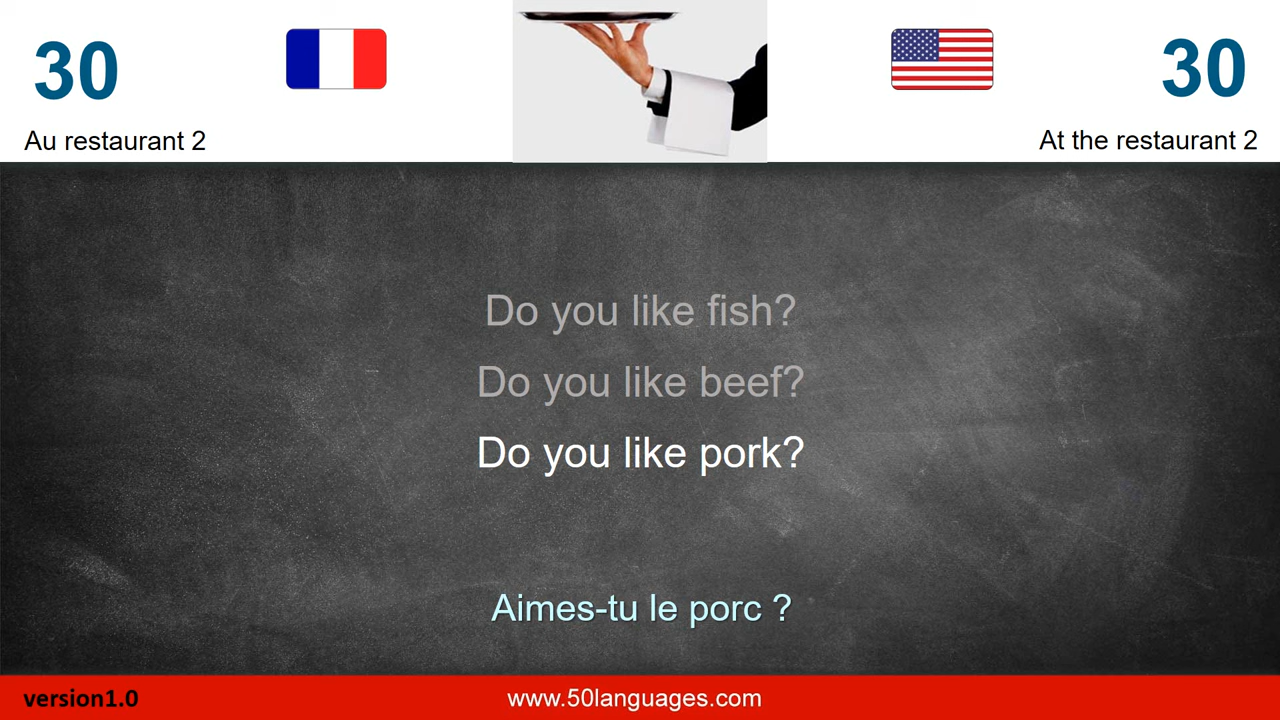 30
30
Au restaurant 2
At the restaurant 2
Do you like fish?
Do you like beef?
Do you like pork?
Aimes-tu le porc ?
version1.0
www.50languages.com